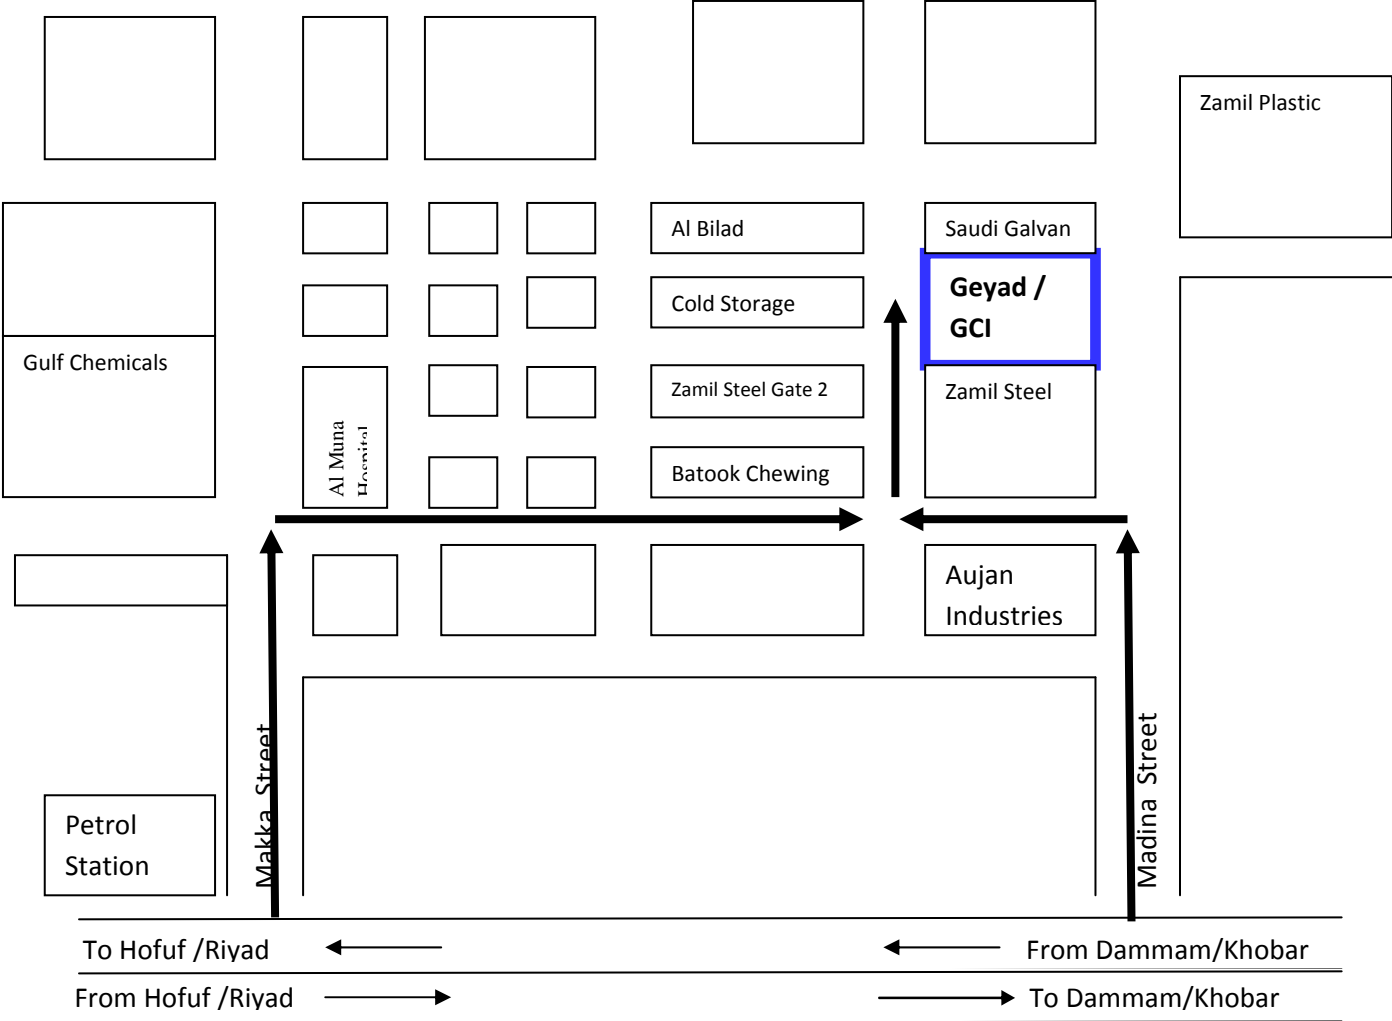 Zamil Plastic
Al Bilad
Saudi Galvan
Geyad /
GCI
Cold Storage
Gulf Chemicals
Zamil Steel Gate 2
Zamil Steel
Al Muna
Hospital
Batook Chewing
Aujan
Industries
Makka Street
Madina Street
Petrol
Station
To Hofuf /Riyad
From Dammam/Khobar
From Hofuf /Riyad
To Dammam/Khobar